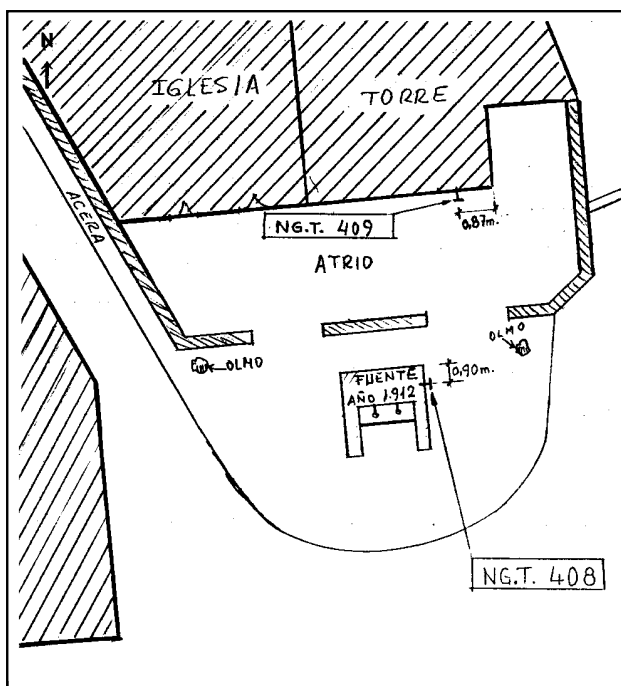 N
IGLESIA
TORRE
ACERA
NG.T. 409
0,87m.
ATRIO
OLMO
OLMO
0,90m.
FUENTE
AÑO 1.912
NG.T. 408